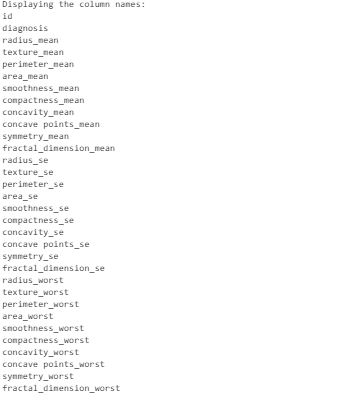 Displaying the column names:
id
diagnosis
radius_mean
texture_mean
perimeter_mean
area_mean
smoothness_mean
compactness_mean
concavity_mean
concave points_mean
symmetry_mean
fractal_dimension_mean
radius_se
texture_se
perimeter_se
area_se
smoothness_se
compactness_se
concavity_se
concave points_se
symmetry_se
fractal_dimension_se
radius_worst
texture_worst
perimeter_worst
area_worst
smoothness_worst
compactness_worst
concavity_worst
concave points_worst
symmetry_worst
fractal_dimension_worst